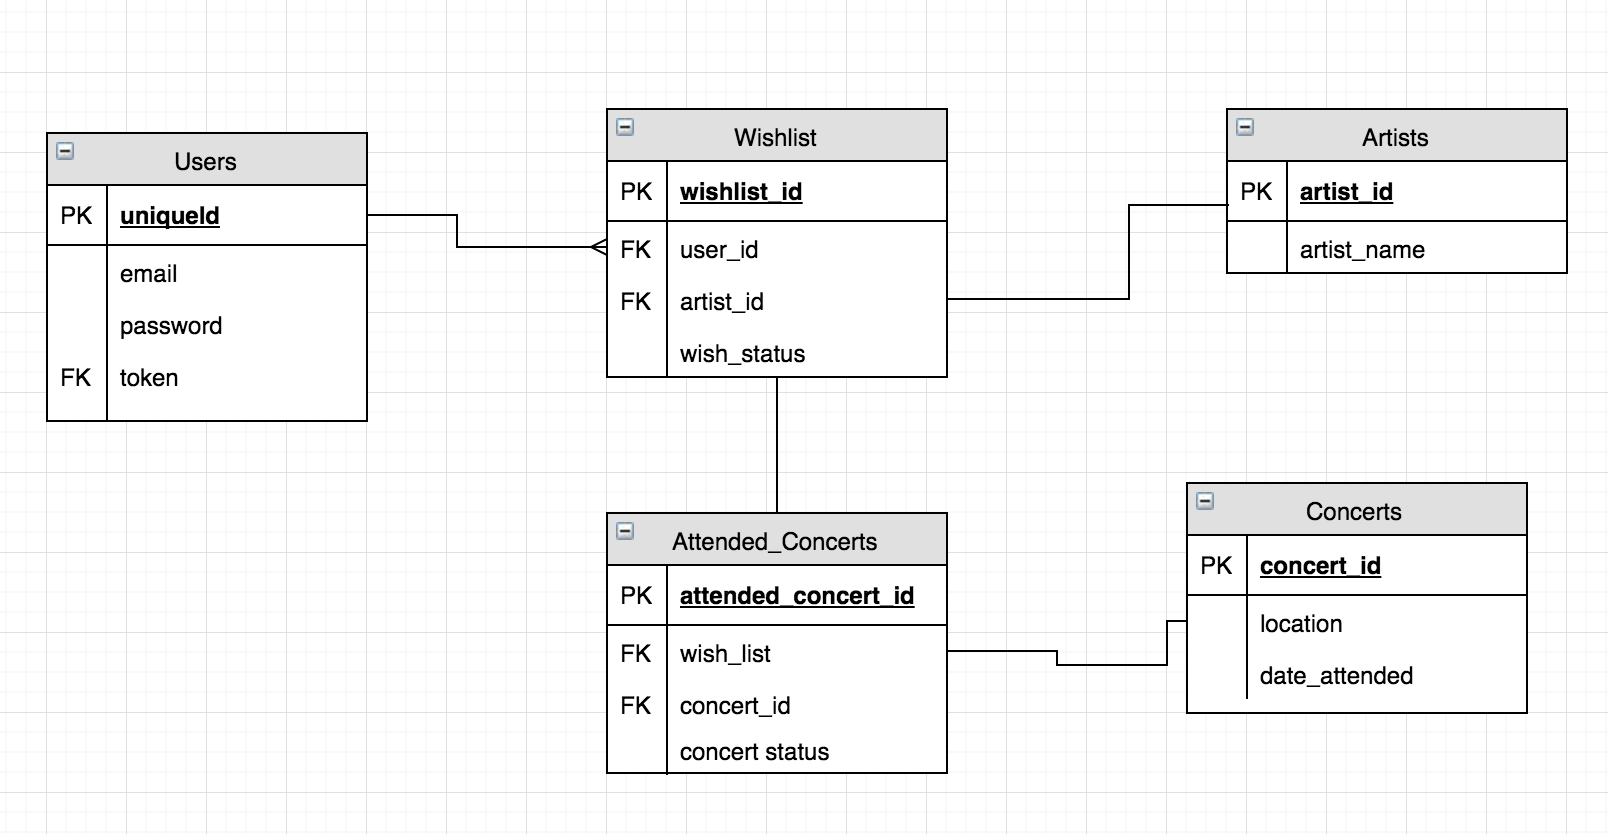 Users
PK uniqueId
email
password
FK token
Wishlist
PK wishlist_id
FK user_id
FK artist_id
wish_status
Artists
PK artist_id
artist_name
Attended_Concerts
PK attended_concert_id
FK wish_list
FK concert_id
concert status
Concerts
PK concert_id
location
date_attended